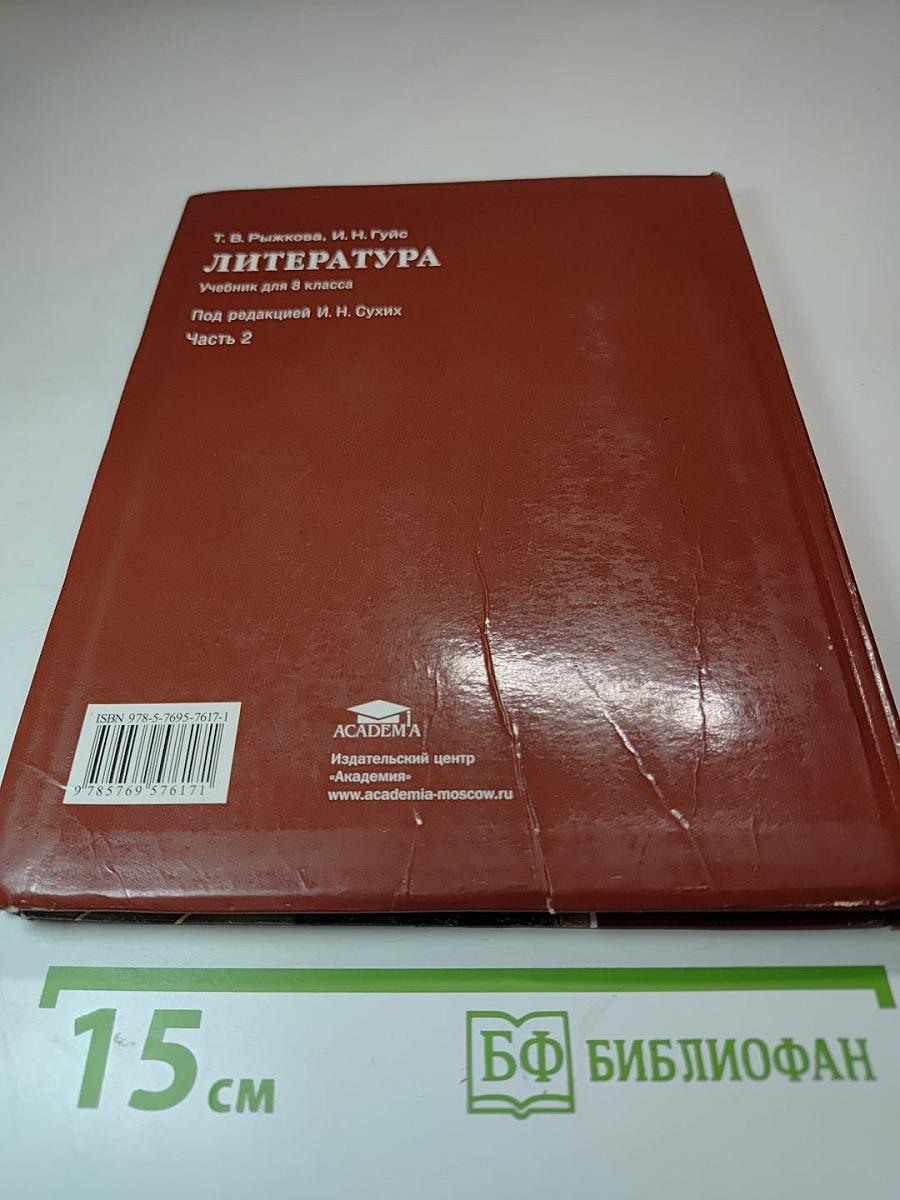 Т. В. Рыжкова, И. Н. Гуйс
ЛИТЕРАТУРА
Учебник для 8 класса
Под редакцией И. Н. Сухих
Часть 2
ISBN 978-5-7695-7617-1
9 785769 576171
ACADEMA
Издательский центр
«Академия»
www.academia-moscow.ru
15 см
БФ БИБЛИОФАН